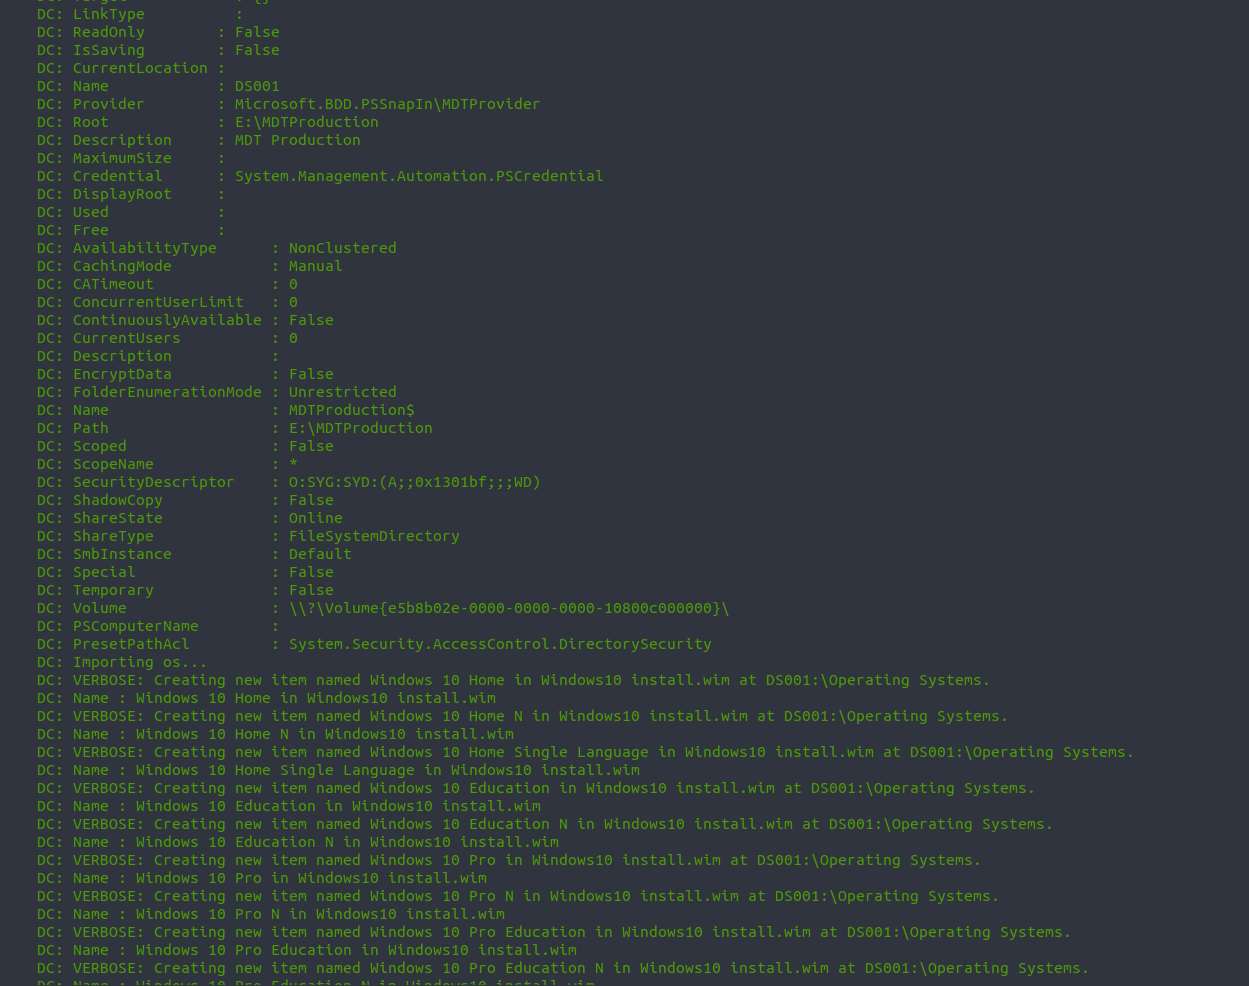 DC: LinkType          :
DC: ReadOnly        : False
DC: IsSaving        : False
DC: CurrentLocation :
DC: Name            : DS001
DC: Provider        : Microsoft.BDD.PSSnapIn\MDTProvider
DC: Root            : E:\MDTProduction
DC: Description     : MDT Production
DC: MaximumSize     :
DC: Credential      : System.Management.Automation.PSCredential
DC: DisplayRoot     :
DC: Used            :
DC: Free            :
DC: AvailabilityType      : NonClustered
DC: CachingMode           : Manual
DC: CATimeout             : 0
DC: ConcurrentUserLimit   : 0
DC: ContinuouslyAvailable : False
DC: CurrentUsers          : 0
DC: Description           :
DC: EncryptData           : False
DC: FolderEnumerationMode : Unrestricted
DC: Name                  : MDTProduction$
DC: Path                  : E:\MDTProduction
DC: Scoped                : False
DC: ScopeName             : *
DC: SecurityDescriptor    : O:SYG:SYD:(A;;0x1301bf;;;WD)
DC: ShadowCopy            : False
DC: ShareState            : Online
DC: ShareType             : FileSystemDirectory
DC: SmbInstance           : Default
DC: Special               : False
DC: Temporary             : False
DC: Volume                : \\?\Volume{e5b8b02e-0000-0000-0000-10800c000000}\
DC: PSComputerName        :
DC: PresetPathAcl         : System.Security.AccessControl.DirectorySecurity
DC: Importing os...
DC: VERBOSE: Creating new item named Windows 10 Home in Windows10 install.wim at DS001:\Operating Systems.
DC: Name : Windows 10 Home in Windows10 install.wim
DC: VERBOSE: Creating new item named Windows 10 Home N in Windows10 install.wim at DS001:\Operating Systems.
DC: Name : Windows 10 Home N in Windows10 install.wim
DC: VERBOSE: Creating new item named Windows 10 Home Single Language in Windows10 install.wim at DS001:\Operating Systems.
DC: Name : Windows 10 Home Single Language in Windows10 install.wim
DC: VERBOSE: Creating new item named Windows 10 Education in Windows10 install.wim at DS001:\Operating Systems.
DC: Name : Windows 10 Education in Windows10 install.wim
DC: VERBOSE: Creating new item named Windows 10 Education N in Windows10 install.wim at DS001:\Operating Systems.
DC: Name : Windows 10 Education N in Windows10 install.wim
DC: VERBOSE: Creating new item named Windows 10 Pro in Windows10 install.wim at DS001:\Operating Systems.
DC: Name : Windows 10 Pro in Windows10 install.wim
DC: VERBOSE: Creating new item named Windows 10 Pro N in Windows10 install.wim at DS001:\Operating Systems.
DC: Name : Windows 10 Pro N in Windows10 install.wim
DC: VERBOSE: Creating new item named Windows 10 Pro Education in Windows10 install.wim at DS001:\Operating Systems.
DC: Name : Windows 10 Pro Education in Windows10 install.wim
DC: VERBOSE: Creating new item named Windows 10 Pro Education N in Windows10 install.wim at DS001:\Operating Systems.
DC: Name : Windows 10 Pro Education N in Windows10 install.wim